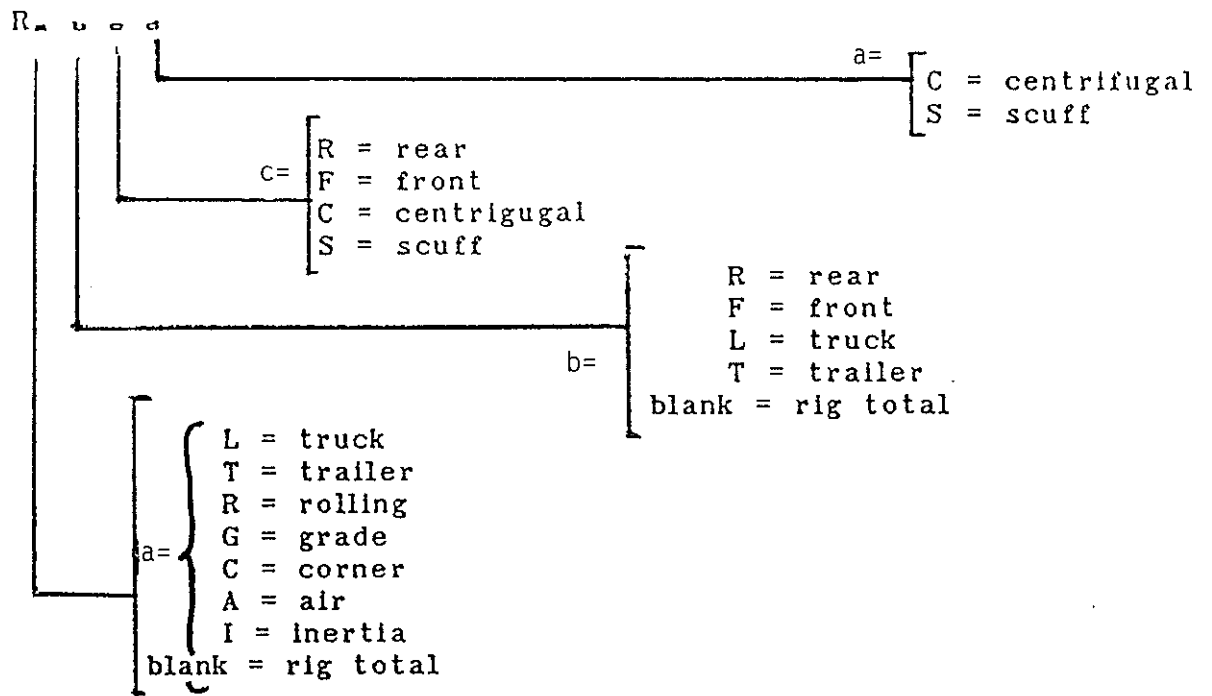 R a b c d
a=
C = centrifugal
S = scuff
c=
R = rear
F = front
C = centrigugal
S = scuff
b=
R = rear
F = front
L = truck
T = trailer
blank = rig total
a=
L = truck
T = trailer
R = rolling
G = grade
C = corner
A = air
I = inertia
blank = rig total